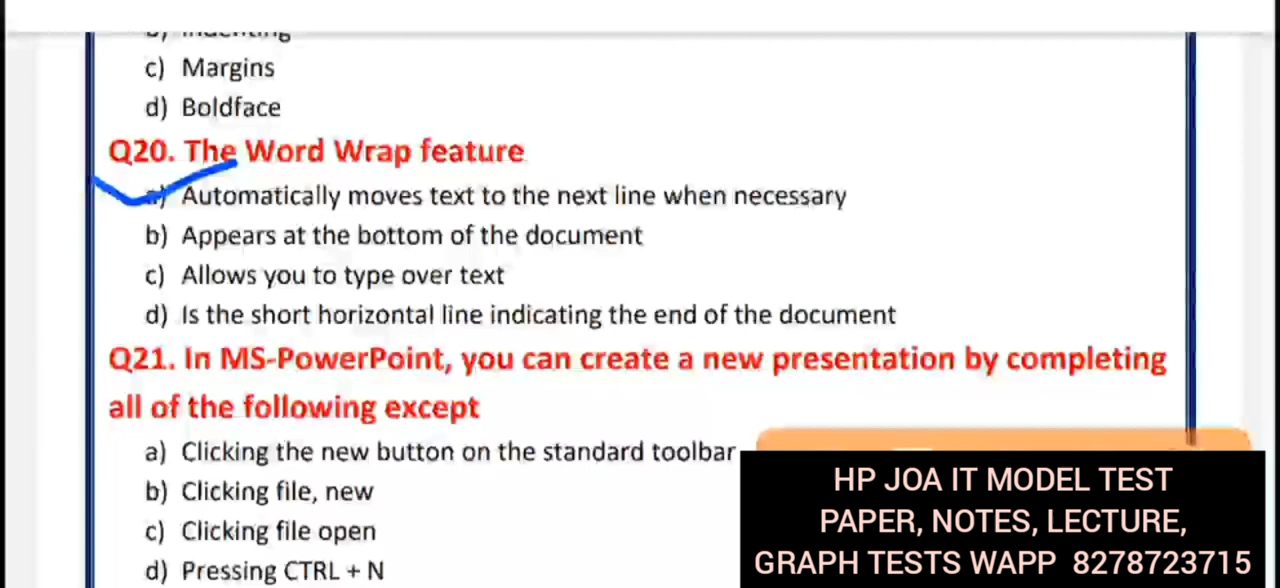 b) Indenting
c) Margins
d) Boldface
Q20. The Word Wrap feature
a) Automatically moves text to the next line when necessary
b) Appears at the bottom of the document
c) Allows you to type over text
d) Is the short horizontal line indicating the end of the document
Q21. In MS-PowerPoint, you can create a new presentation by completing
all of the following except
a) Clicking the new button on the standard toolbar
b) Clicking file, new
c) Clicking file open
d) Pressing CTRL + N
HP JOA IT MODEL TEST
PAPER, NOTES, LECTURE,
GRAPH TESTS WAPP 8278723715